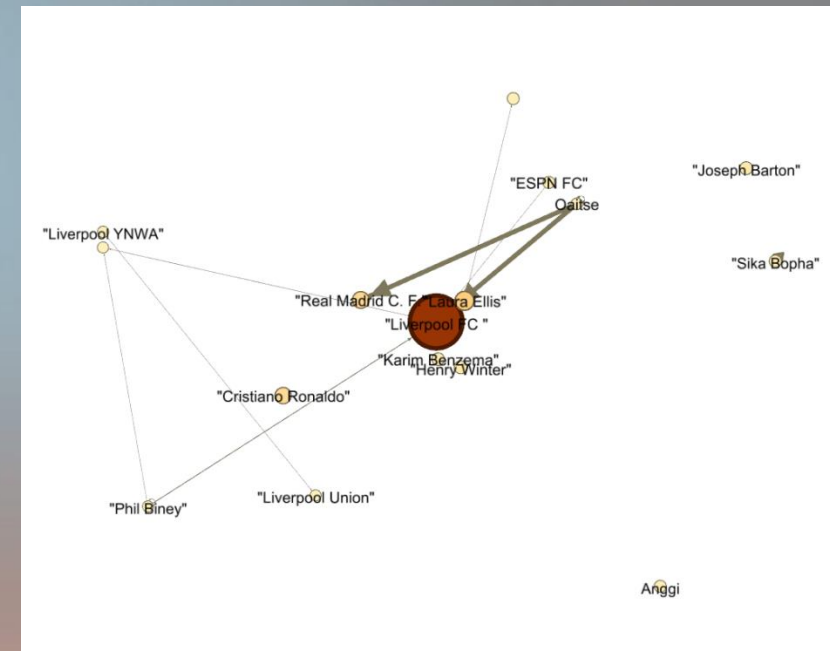 "ESPN FC"
Oaitse
"Joseph Barton"
"Liverpool YNWA"
"Sika Bopha"
"Real Madrid C. F."
"Laura Ellis"
"Liverpool FC "
"Karim Benzema"
"Henry Winter"
"Cristiano Ronaldo"
"Liverpool Union"
"Phil Biney"
Anggi